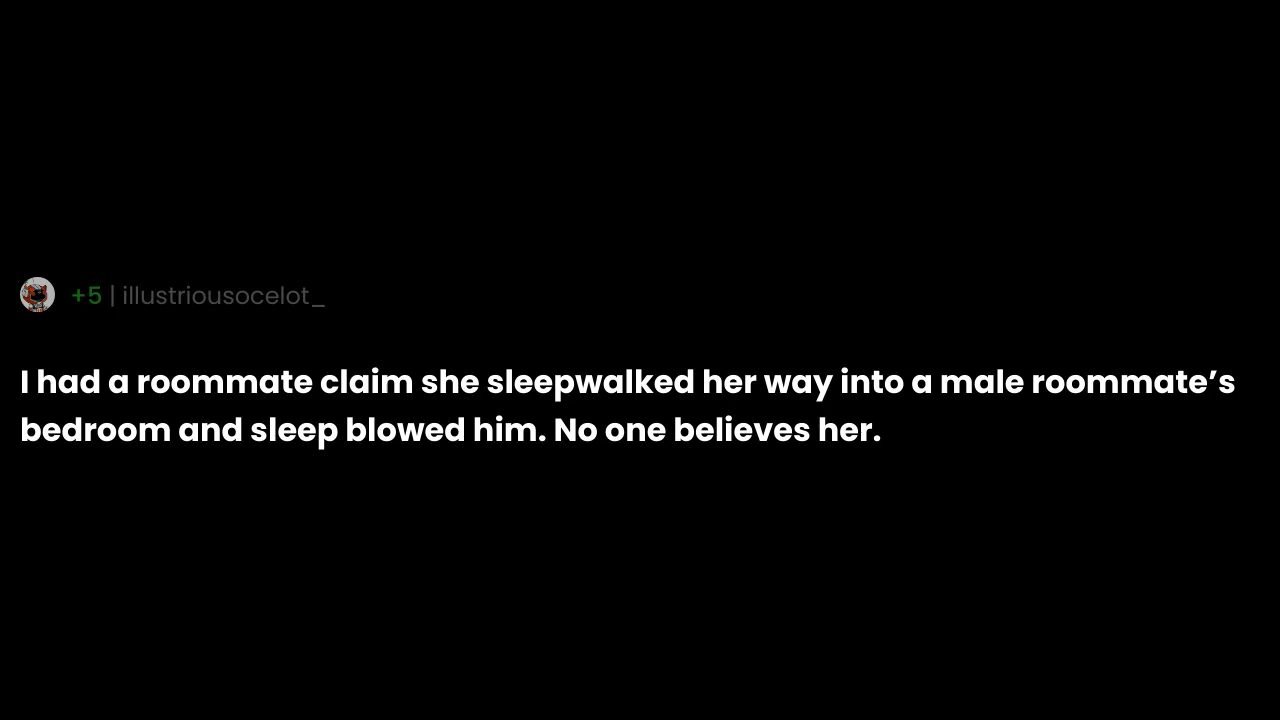 +5 | illustriousocelot_
I had a roommate claim she sleepwalked her way into a male roommate’s
bedroom and sleep blowed him. No one believes her.